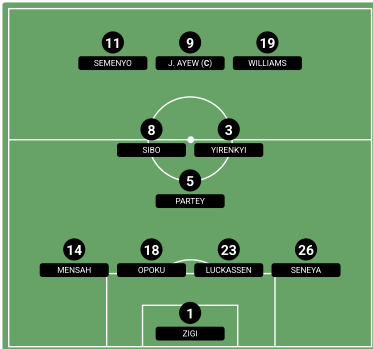 11 9 19
SEMENYO J. AYEW (C) WILLIAMS
8 3
SIBO YIRENKYI
5
PARTEY
14 18 23 26
MENSAH OPOKU LUCKASSEN SENEYA
1
ZIGI